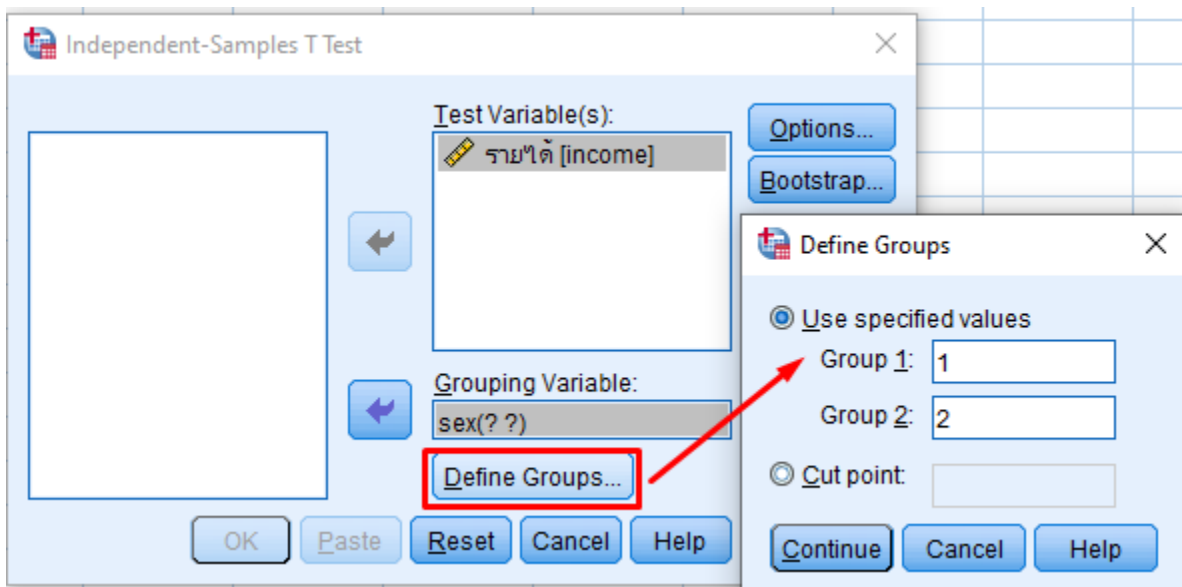 Independent-Samples T Test
Test Variable(s):
รายได้ [income]
Options...
Bootstrap...
Grouping Variable:
sex(? ?)
Define Groups...
OK
Paste
Reset
Cancel
Help
Define Groups
Use specified values
Group 1:
1
Group 2:
2
Cut point:
Continue
Cancel
Help